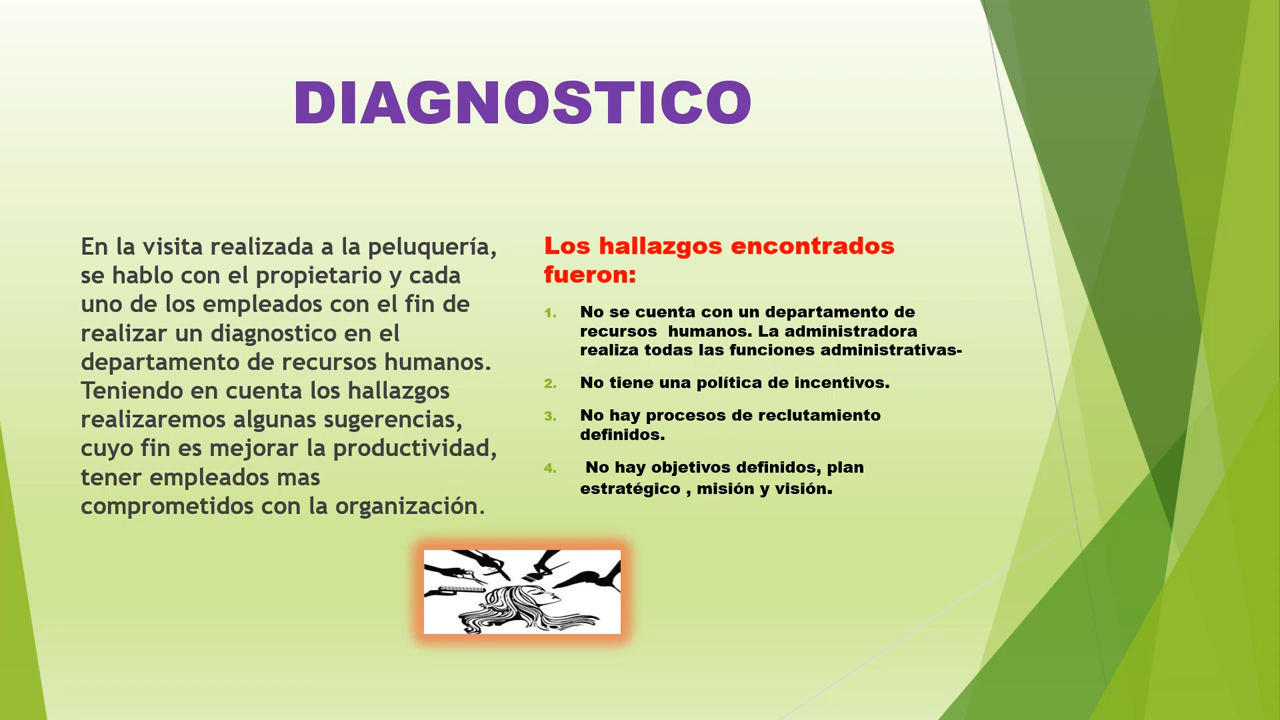 DIAGNOSTICO
En la visita realizada a la peluquería,
se hablo con el propietario y cada
uno de los empleados con el fin de
realizar un diagnostico en el
departamento de recursos humanos.
Teniendo en cuenta los hallazgos
realizaremos algunas sugerencias,
cuyo fin es mejorar la productividad,
tener empleados mas
comprometidos con la organización.
Los hallazgos encontrados
fueron:
1. No se cuenta con un departamento de
recursos  humanos. La administradora
realiza todas las funciones administrativas-
2. No tiene una política de incentivos.
3. No hay procesos de reclutamiento
definidos.
4. No hay objetivos definidos, plan
estratégico , misión y visión.